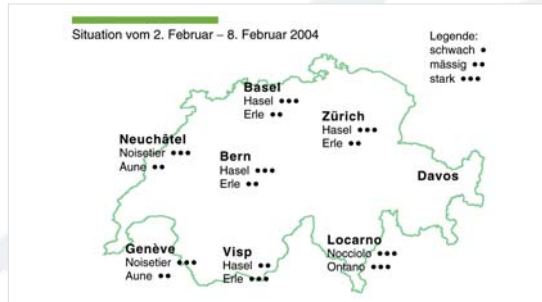 Situation vom 2. Februar – 8. Februar 2004
Legende:
schwach •
mässig ••
stark •••
Basel
Hasel •••
Erle ••
Zürich
Hasel •••
Erle ••
Neuchâtel
Noisetier •••
Aune ••
Bern
Hasel •••
Erle ••
Davos
Genève
Noisetier •••
Aune ••
Visp
Hasel ••
Erle •••
Locarno
Nocciolo •••
Ontano •••